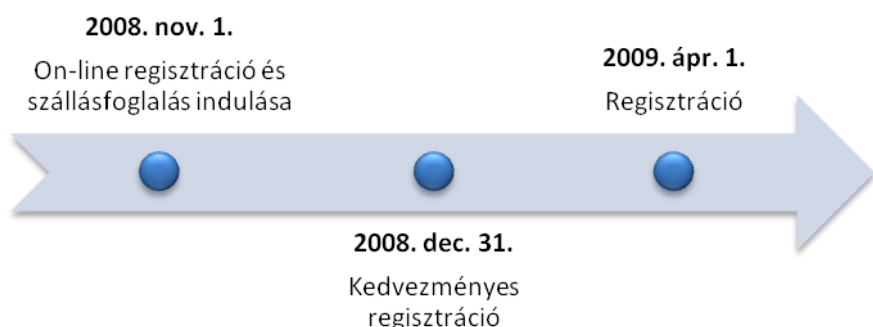 2008. nov. 1.
On-line regisztráció és
szállásfoglalás indulása
2008. dec. 31.
Kedvezményes
regisztráció
2009. ápr. 1.
Regisztráció